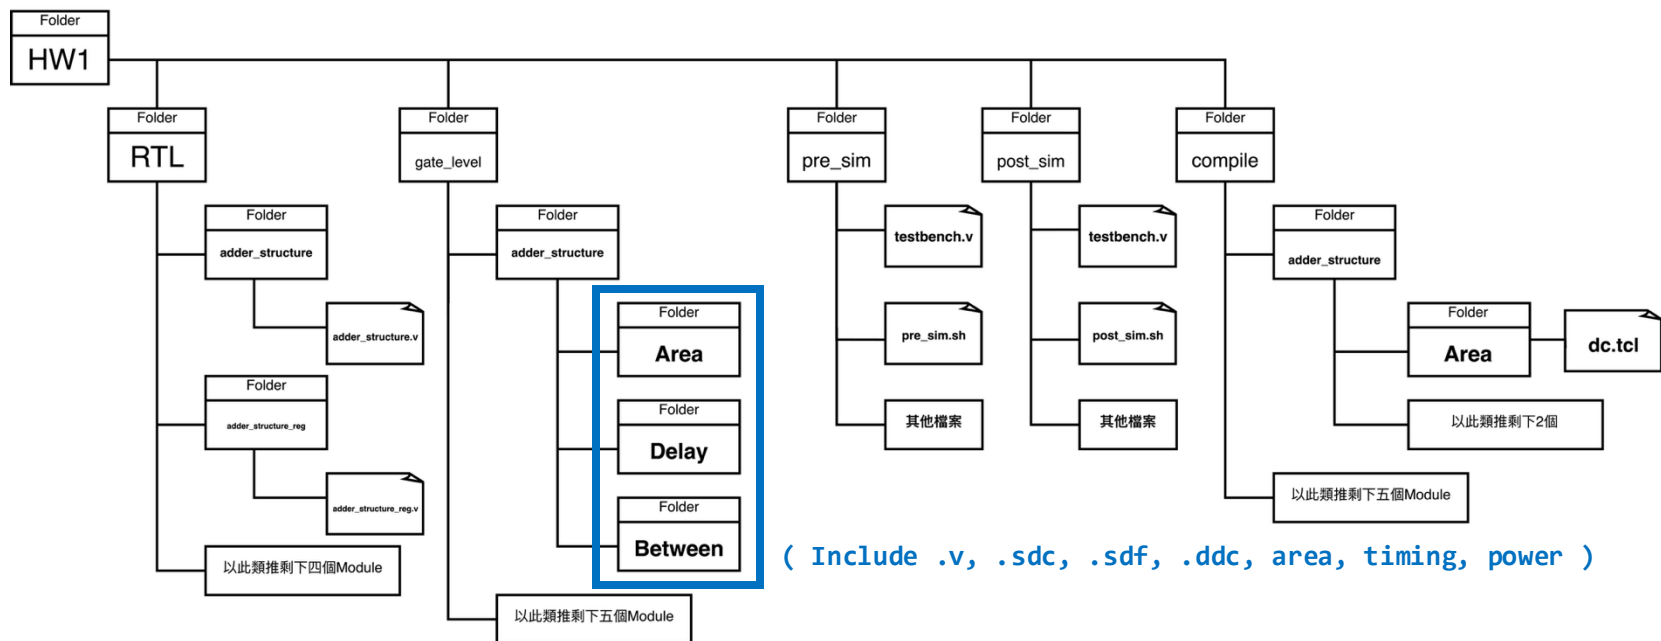 Folder
HW1
Folder
RTL
Folder
gate_level
Folder
pre_sim
Folder
post_sim
Folder
compile
Folder
adder_structure
adder_structure.v
Folder
adder_structure_reg
adder_structure_reg.v
以此類推剩下四個Module
Folder
adder_structure
Folder
Area
Folder
Delay
Folder
Between
( Include .v, .sdc, .sdf, .ddc, area, timing, power )
以此類推剩下五個Module
testbench.v
pre_sim.sh
其他檔案
testbench.v
post_sim.sh
其他檔案
Folder
adder_structure
Folder
Area
dc.tcl
以此類推剩下2個
以此類推剩下五個Module